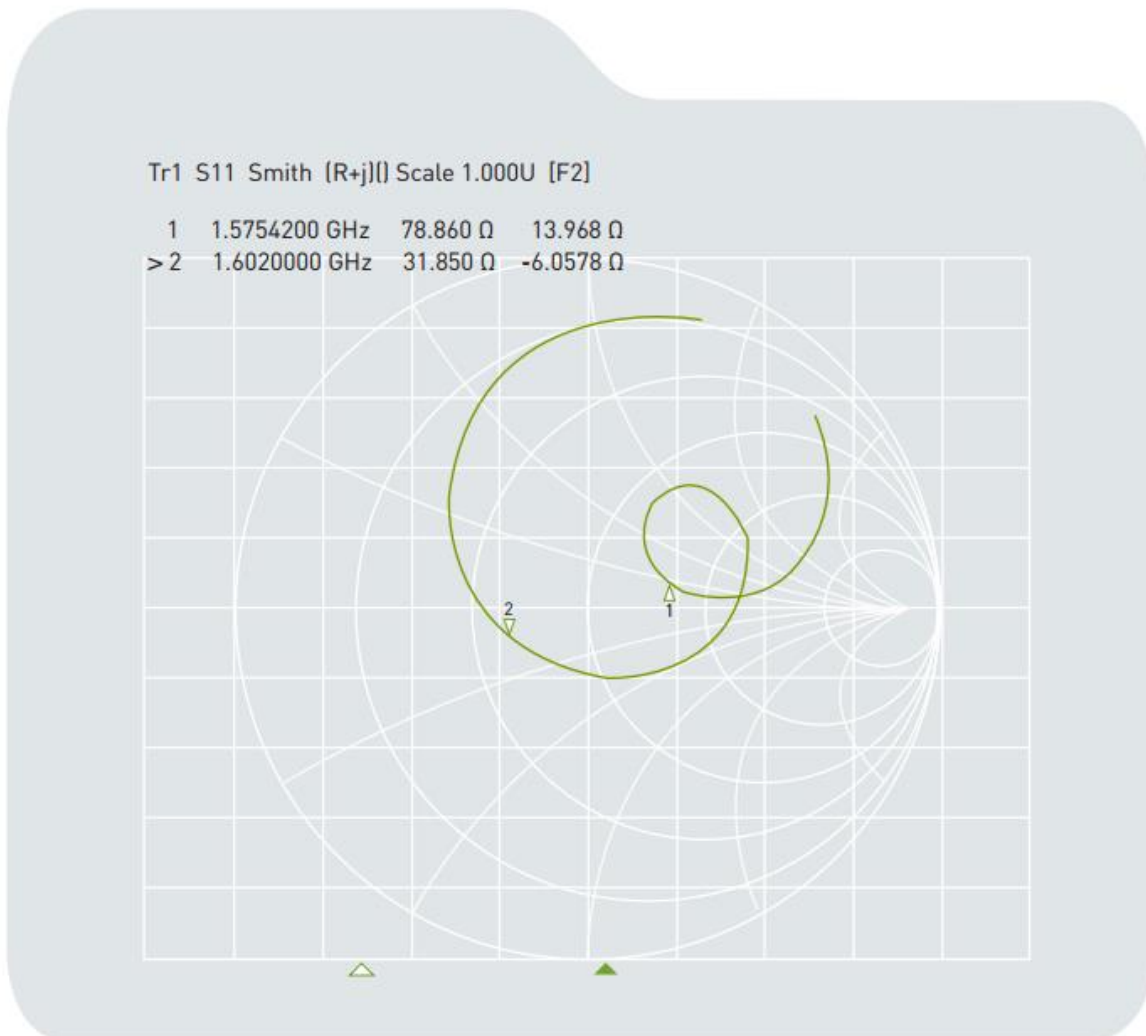 Tr1 S11 Smith (R+j)() Scale 1.000U [F2]
1 1.5754200 GHz 78.860 Ω 13.968 Ω
> 2 1.6020000 GHz 31.850 Ω -6.0578 Ω
2
1